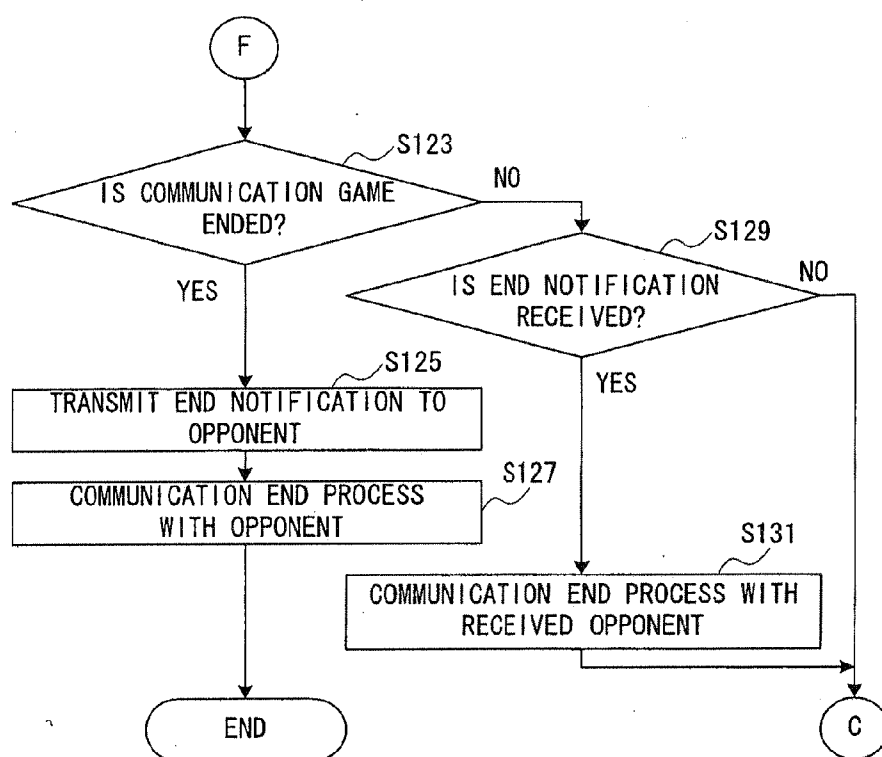 F
S123
IS COMMUNICATION GAME
ENDED?
NO
YES
S129
IS END NOTIFICATION
RECEIVED?
NO
YES
S125
TRANSMIT END NOTIFICATION TO
OPPONENT
S127
COMMUNICATION END PROCESS
WITH OPPONENT
S131
COMMUNICATION END PROCESS WITH
RECEIVED OPPONENT
END
C